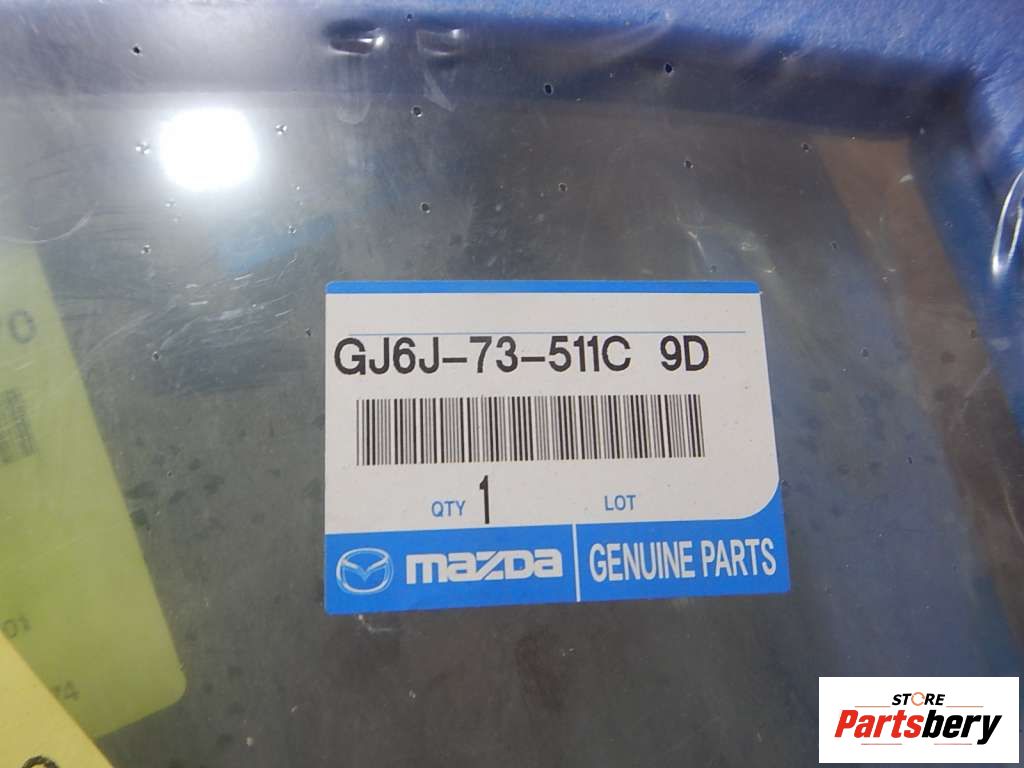 GJ6J-73-511C 9D
QTY 1 LOT
mazda GENUINE PARTS
STORE
Partsbery